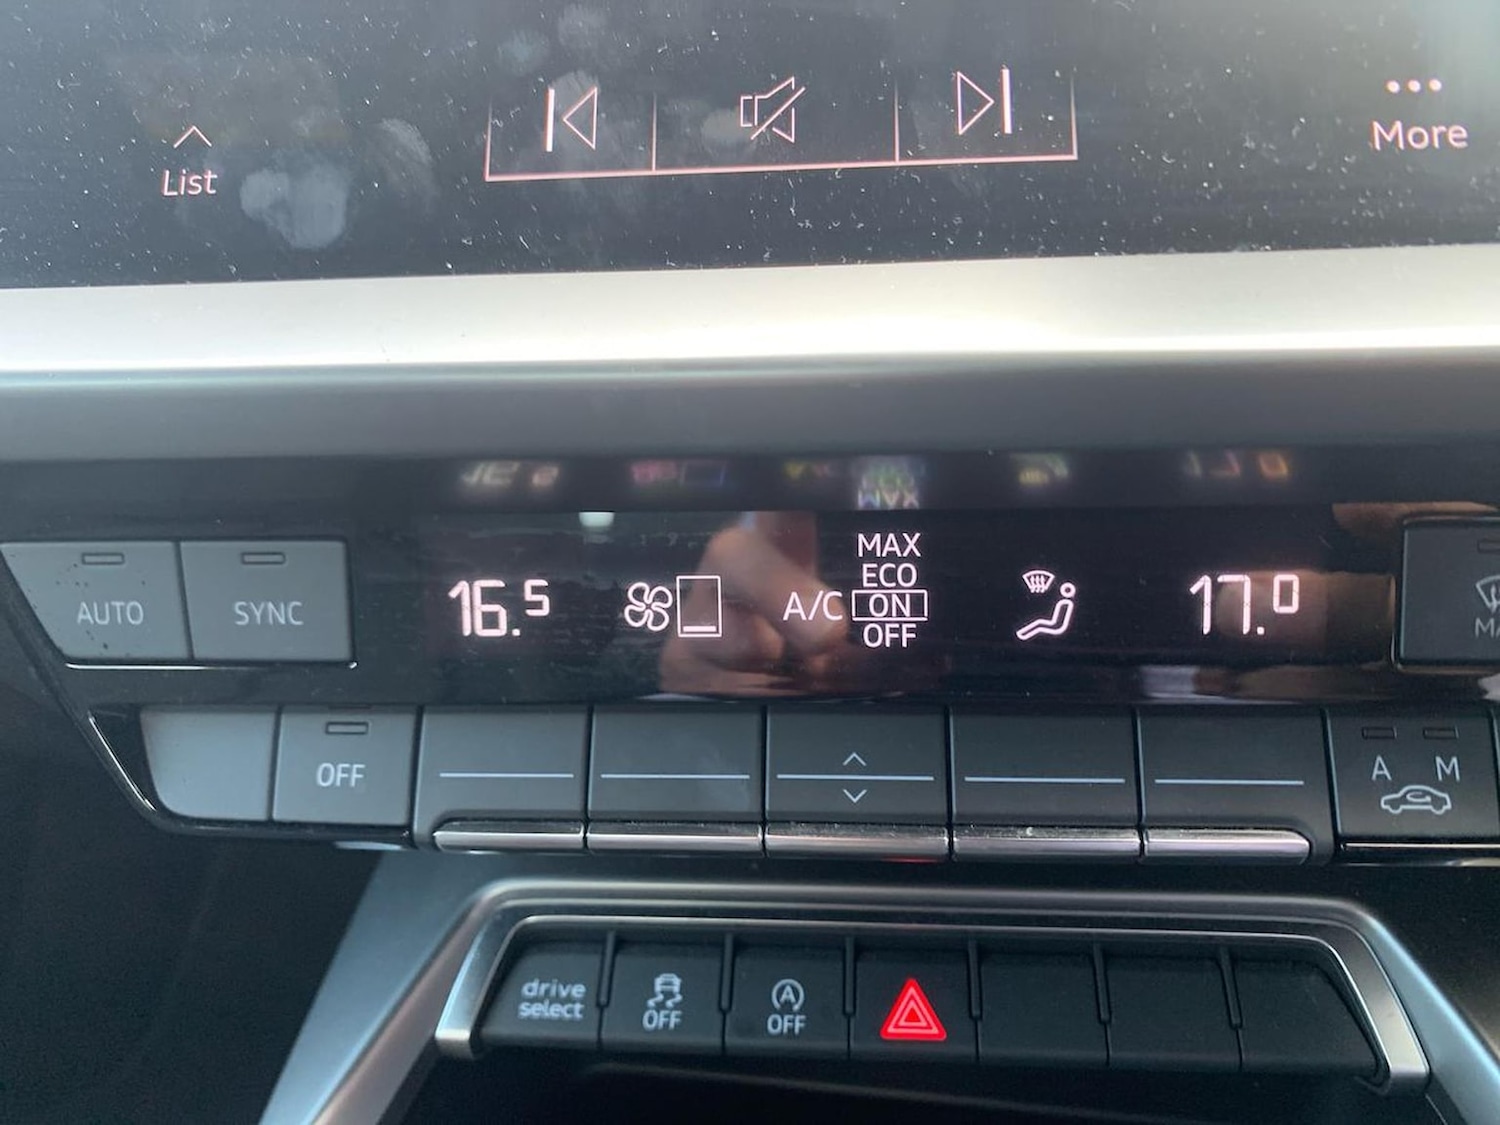 List
More
AUTO
SYNC
16.5
A/C
MAX
ECO
ON
OFF
17.0
OFF
A M
drive
select
OFF
A
OFF